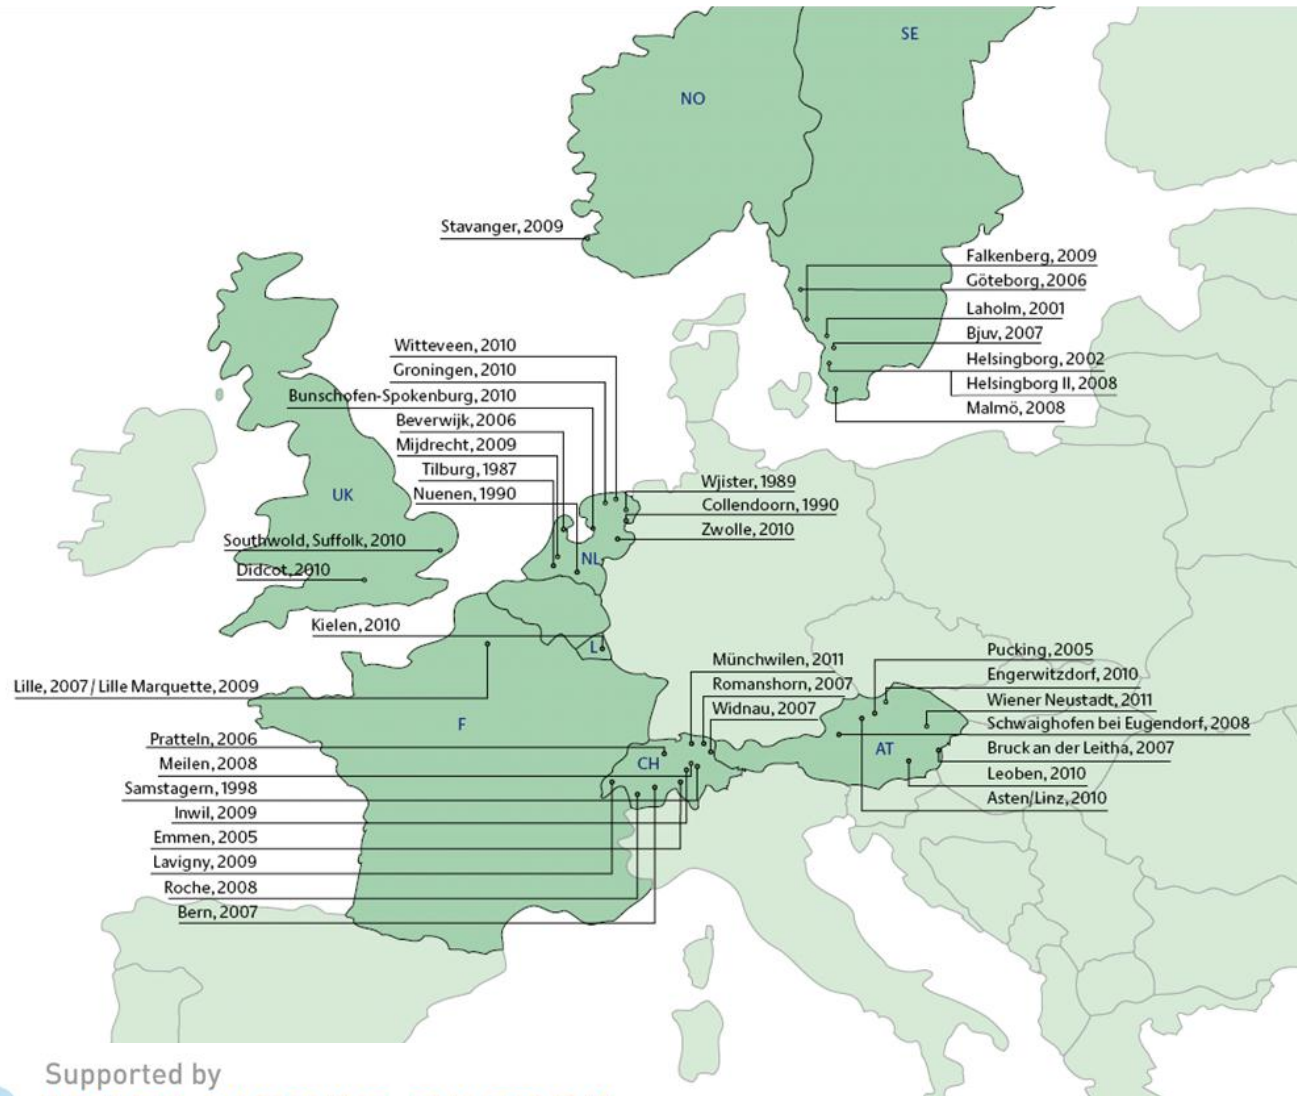 SE
NO
Stavanger, 2009
Falkenberg, 2009
Göteborg, 2006
Laholm, 2001
Bjuv, 2007
Helsingborg, 2002
Helsingborg II, 2008
Malmö, 2008
Witteveen, 2010
Groningen, 2010
Bunschofen-Spokenburg, 2010
Beverwijk, 2006
Mijdrecht, 2009
Tilburg, 1987
Nuenen, 1990
Wjister, 1989
Collendoorn, 1990
Zwolle, 2010
UK
Southwold, Suffolk, 2010
Didcot, 2010
NL
Kielen, 2010
L
Lille, 2007 / Lille Marquette, 2009
F
Münchwilen, 2011
Romanshorn, 2007
Widnau, 2007
Pucking, 2005
Engerwitzdorf, 2010
Wiener Neustadt, 2011
Schwaighofen bei Eugendorf, 2008
Bruck an der Leitha, 2007
Leoben, 2010
Asten/Linz, 2010
AT
CH
Pratteln, 2006
Meilen, 2008
Samstagern, 1998
Inwil, 2009
Emmen, 2005
Lavigny, 2009
Roche, 2008
Bern, 2007
Supported by